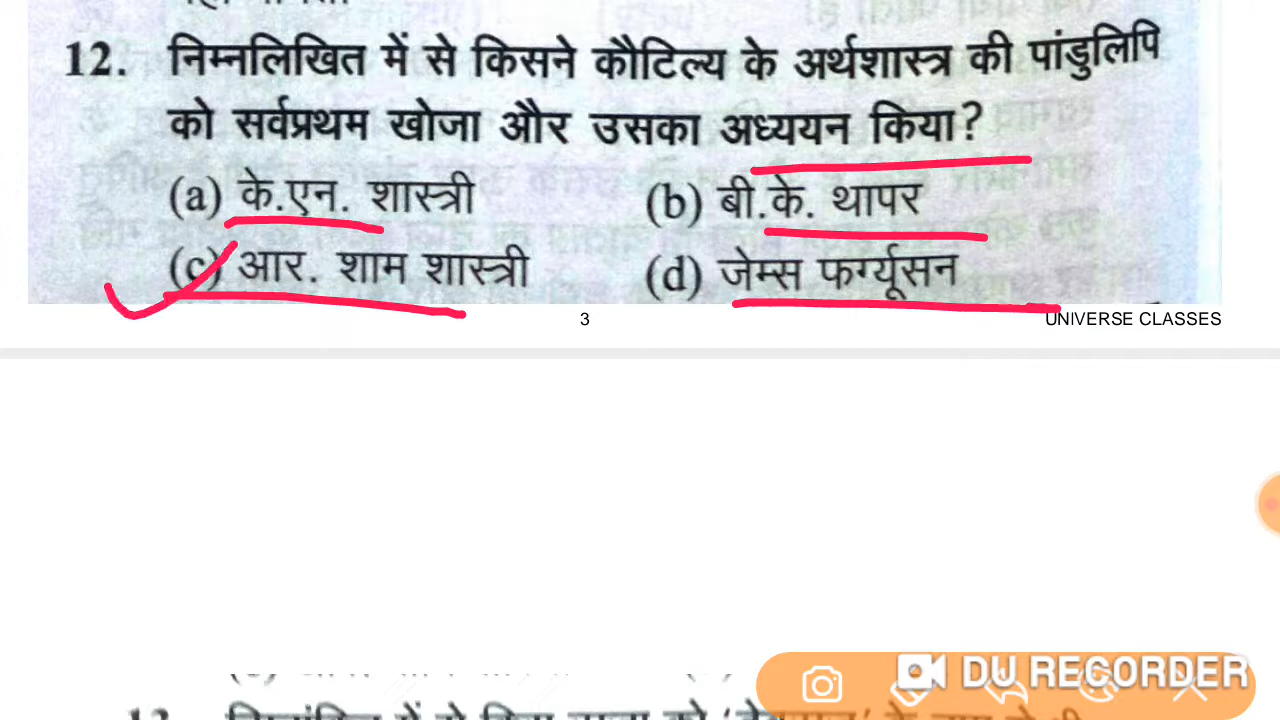 12. निम्नलिखित में से किसने कौटिल्य के अर्थशास्त्र की पांडुलिपि
को सर्वप्रथम खोजा और उसका अध्ययन किया?
(a) के.एन. शास्त्री (b) बी.के. थापर
(c) आर. शाम शास्त्री (d) जेम्स फर्ग्यूसन
3 UNIVERSE CLASSES
DU RECORDER